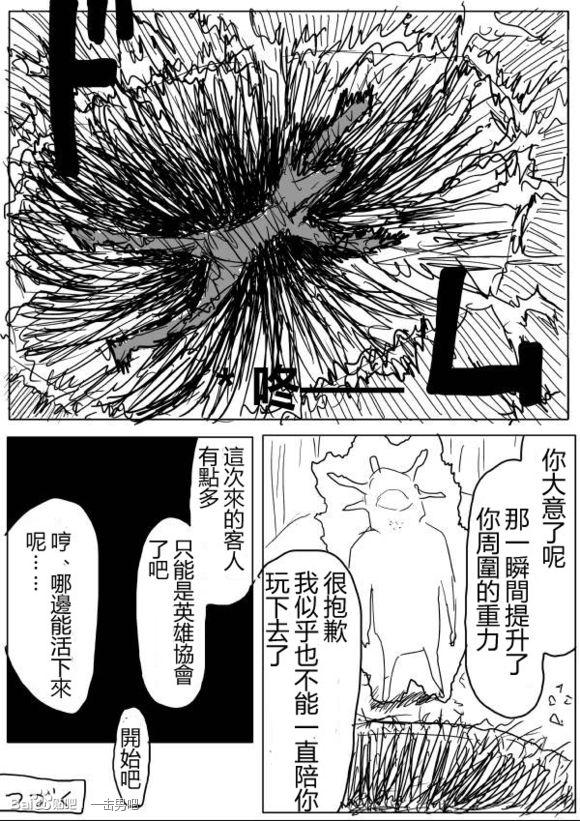 ドドム
*咚——
你大意了呢
那一瞬間提升了
你周圍的重力
很抱歉
我似乎也不能一直陪你
玩下去了
這次來的客人
有點多
只能是英雄協會
了吧
哼、哪邊能活下來
呢……
開始吧
つづく
Bai贴吧 一击男吧